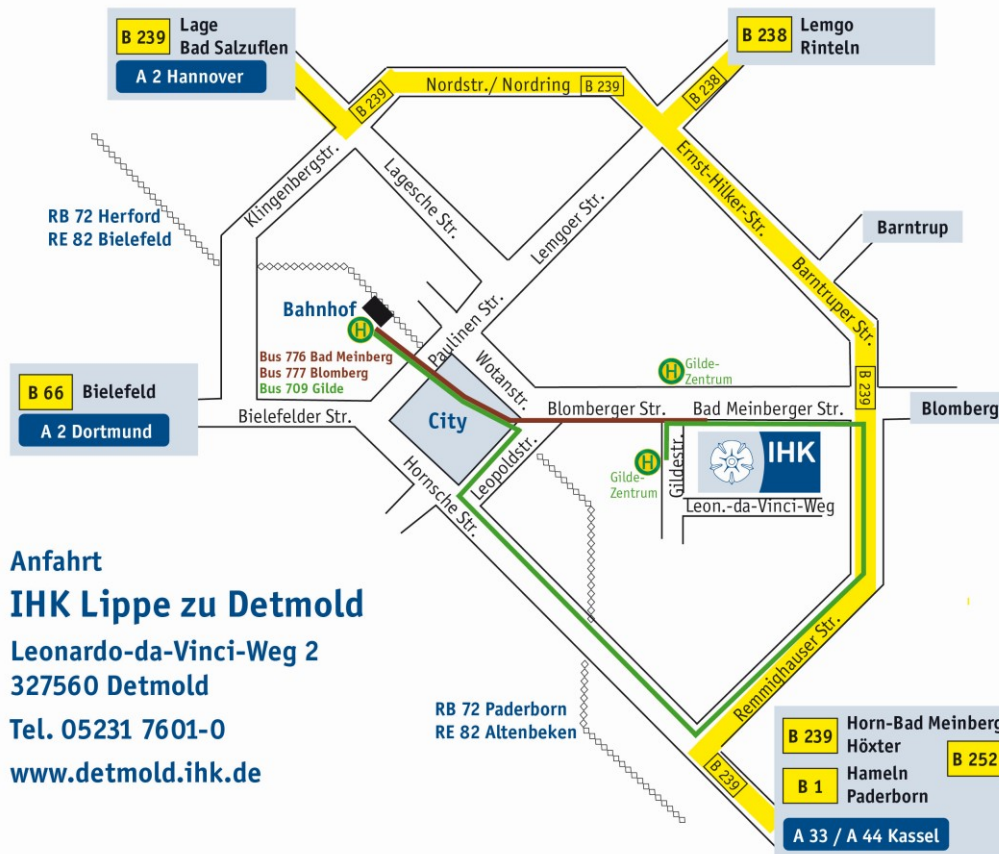 B 239 Lage
Bad Salzuflen
A 2 Hannover
B 238 Lemgo
Rinteln
B 239
Nordstr./ Nordring
B 239
B 238
Klingenbergstr.
Lagesche Str.
Lemgoer Str.
Ernst-Hilker-Str.
Barntrup
Barntruper Str.
RB 72 Herford
RE 82 Bielefeld
Bahnhof
H
Paulinen Str.
Bus 776 Bad Meinberg
Bus 777 Blomberg
Bus 709 Gilde
Wotanstr.
H
Gilde-
Zentrum
B 239
B 66 Bielefeld
A 2 Dortmund
Bielefelder Str.
City
Blomberger Str.
Bad Meinberger Str.
Blomberg
Hornsche Str.
Leopoldstr.
H
Gilde-
Zentrum
Gildestr.
IHK
Leon.-da-Vinci-Weg
Anfahrt
IHK Lippe zu Detmold
Leonardo-da-Vinci-Weg 2
327560 Detmold
Tel. 05231 7601-0
www.detmold.ihk.de
RB 72 Paderborn
RE 82 Altenbeken
Remmighauser Str.
B 239
B 239 Horn-Bad Meinberg
Höxter
B 252
B 1 Hameln
Paderborn
A 33 / A 44 Kassel